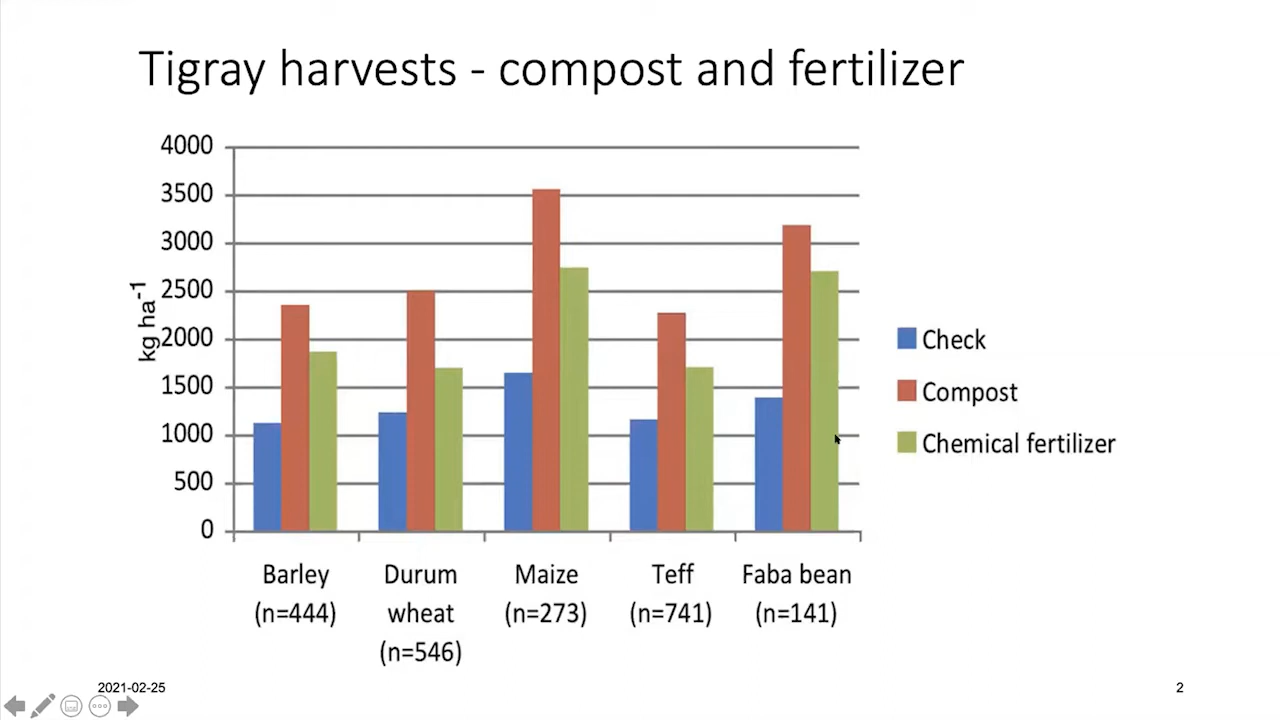 Tigray harvests - compost and fertilizer
kg ha-1
4000
3500
3000
2500
2000
1500
1000
500
0
Barley
(n=444)
Durum
wheat
(n=546)
Maize
(n=273)
Teff
(n=741)
Faba bean
(n=141)
Check
Compost
Chemical fertilizer
2021-02-25
2